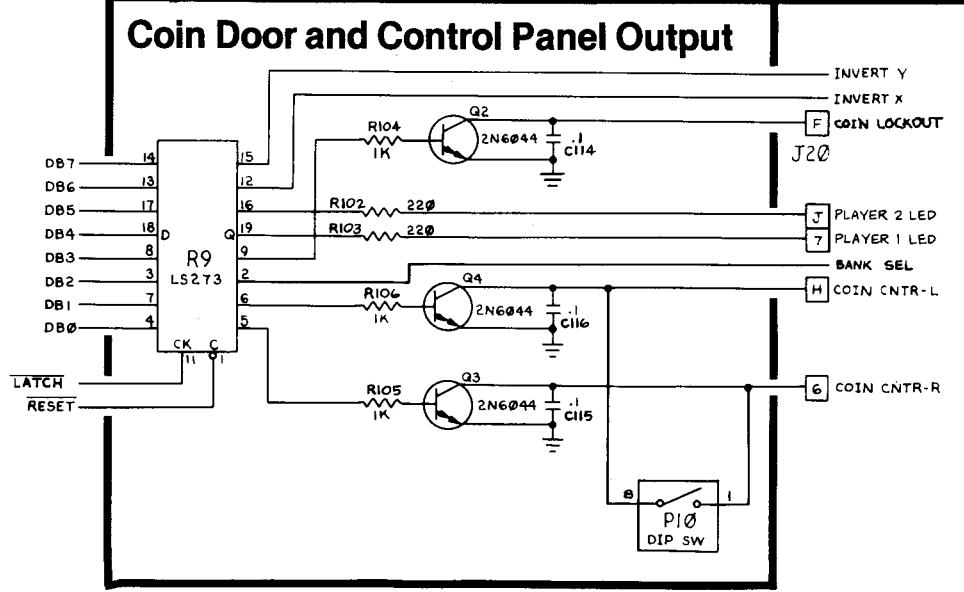 Coin Door and Control Panel Output
INVERT Y
INVERT X
Q2
R104
1K
2N6044
.1
C114
F COIN LOCKOUT
J20
DB7 14 15
DB6 13 12
DB5 17 16 R102 220 J PLAYER 2 LED
DB4 18 D Q 19 R103 220 7 PLAYER 1 LED
DB3 8 R9 9
BANK SEL
DB2 3 LS273 2
Q4
H COIN CNTR-L
DB1 7 6 R106
1K
2N6044
.1
C116
DBØ 4 5
CK C
11 1
LATCH
RESET
Q3
R105
1K
2N6044
.1
C115
6 COIN CNTR-R
8 1
P1Ø
DIP SW